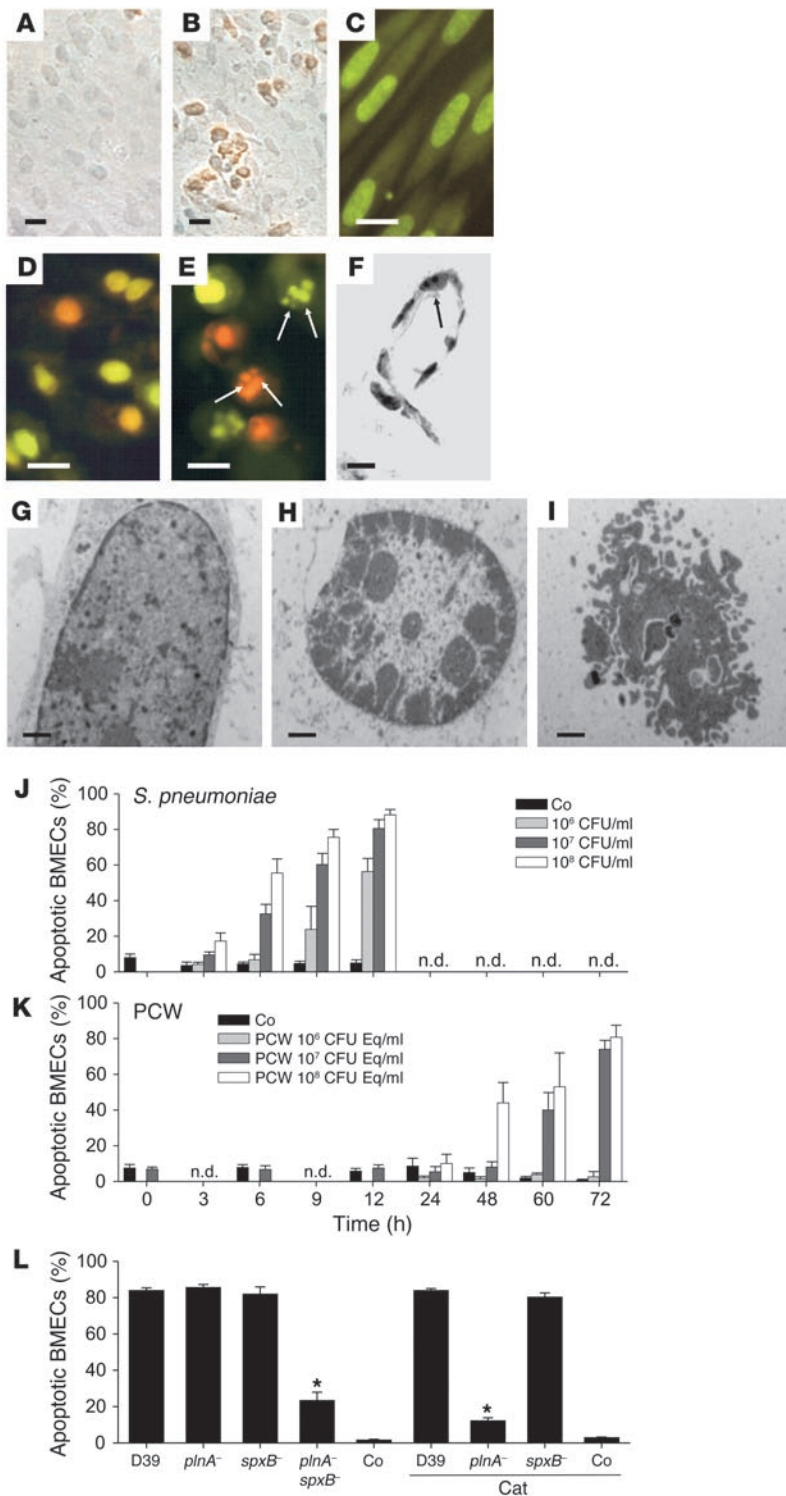 A
B
C
D
E
F
G
H
I
J
S. pneumoniae
Apoptotic BMECs (%)
100
80
60
40
20
0
Co
10⁶ CFU/ml
10⁷ CFU/ml
10⁸ CFU/ml
n.d. n.d. n.d. n.d.
K
PCW
Apoptotic BMECs (%)
100
80
60
40
20
0
Co
PCW 10⁶ CFU Eq/ml
PCW 10⁷ CFU Eq/ml
PCW 10⁸ CFU Eq/ml
n.d. n.d.
0 3 6 9 12 24 48 60 72
Time (h)
L
Apoptotic BMECs (%)
100
80
60
40
20
0
* *
D39 plnA⁻ spxB⁻ plnA⁻ Co D39 plnA⁻ spxB⁻ Co
spxB⁻
Cat